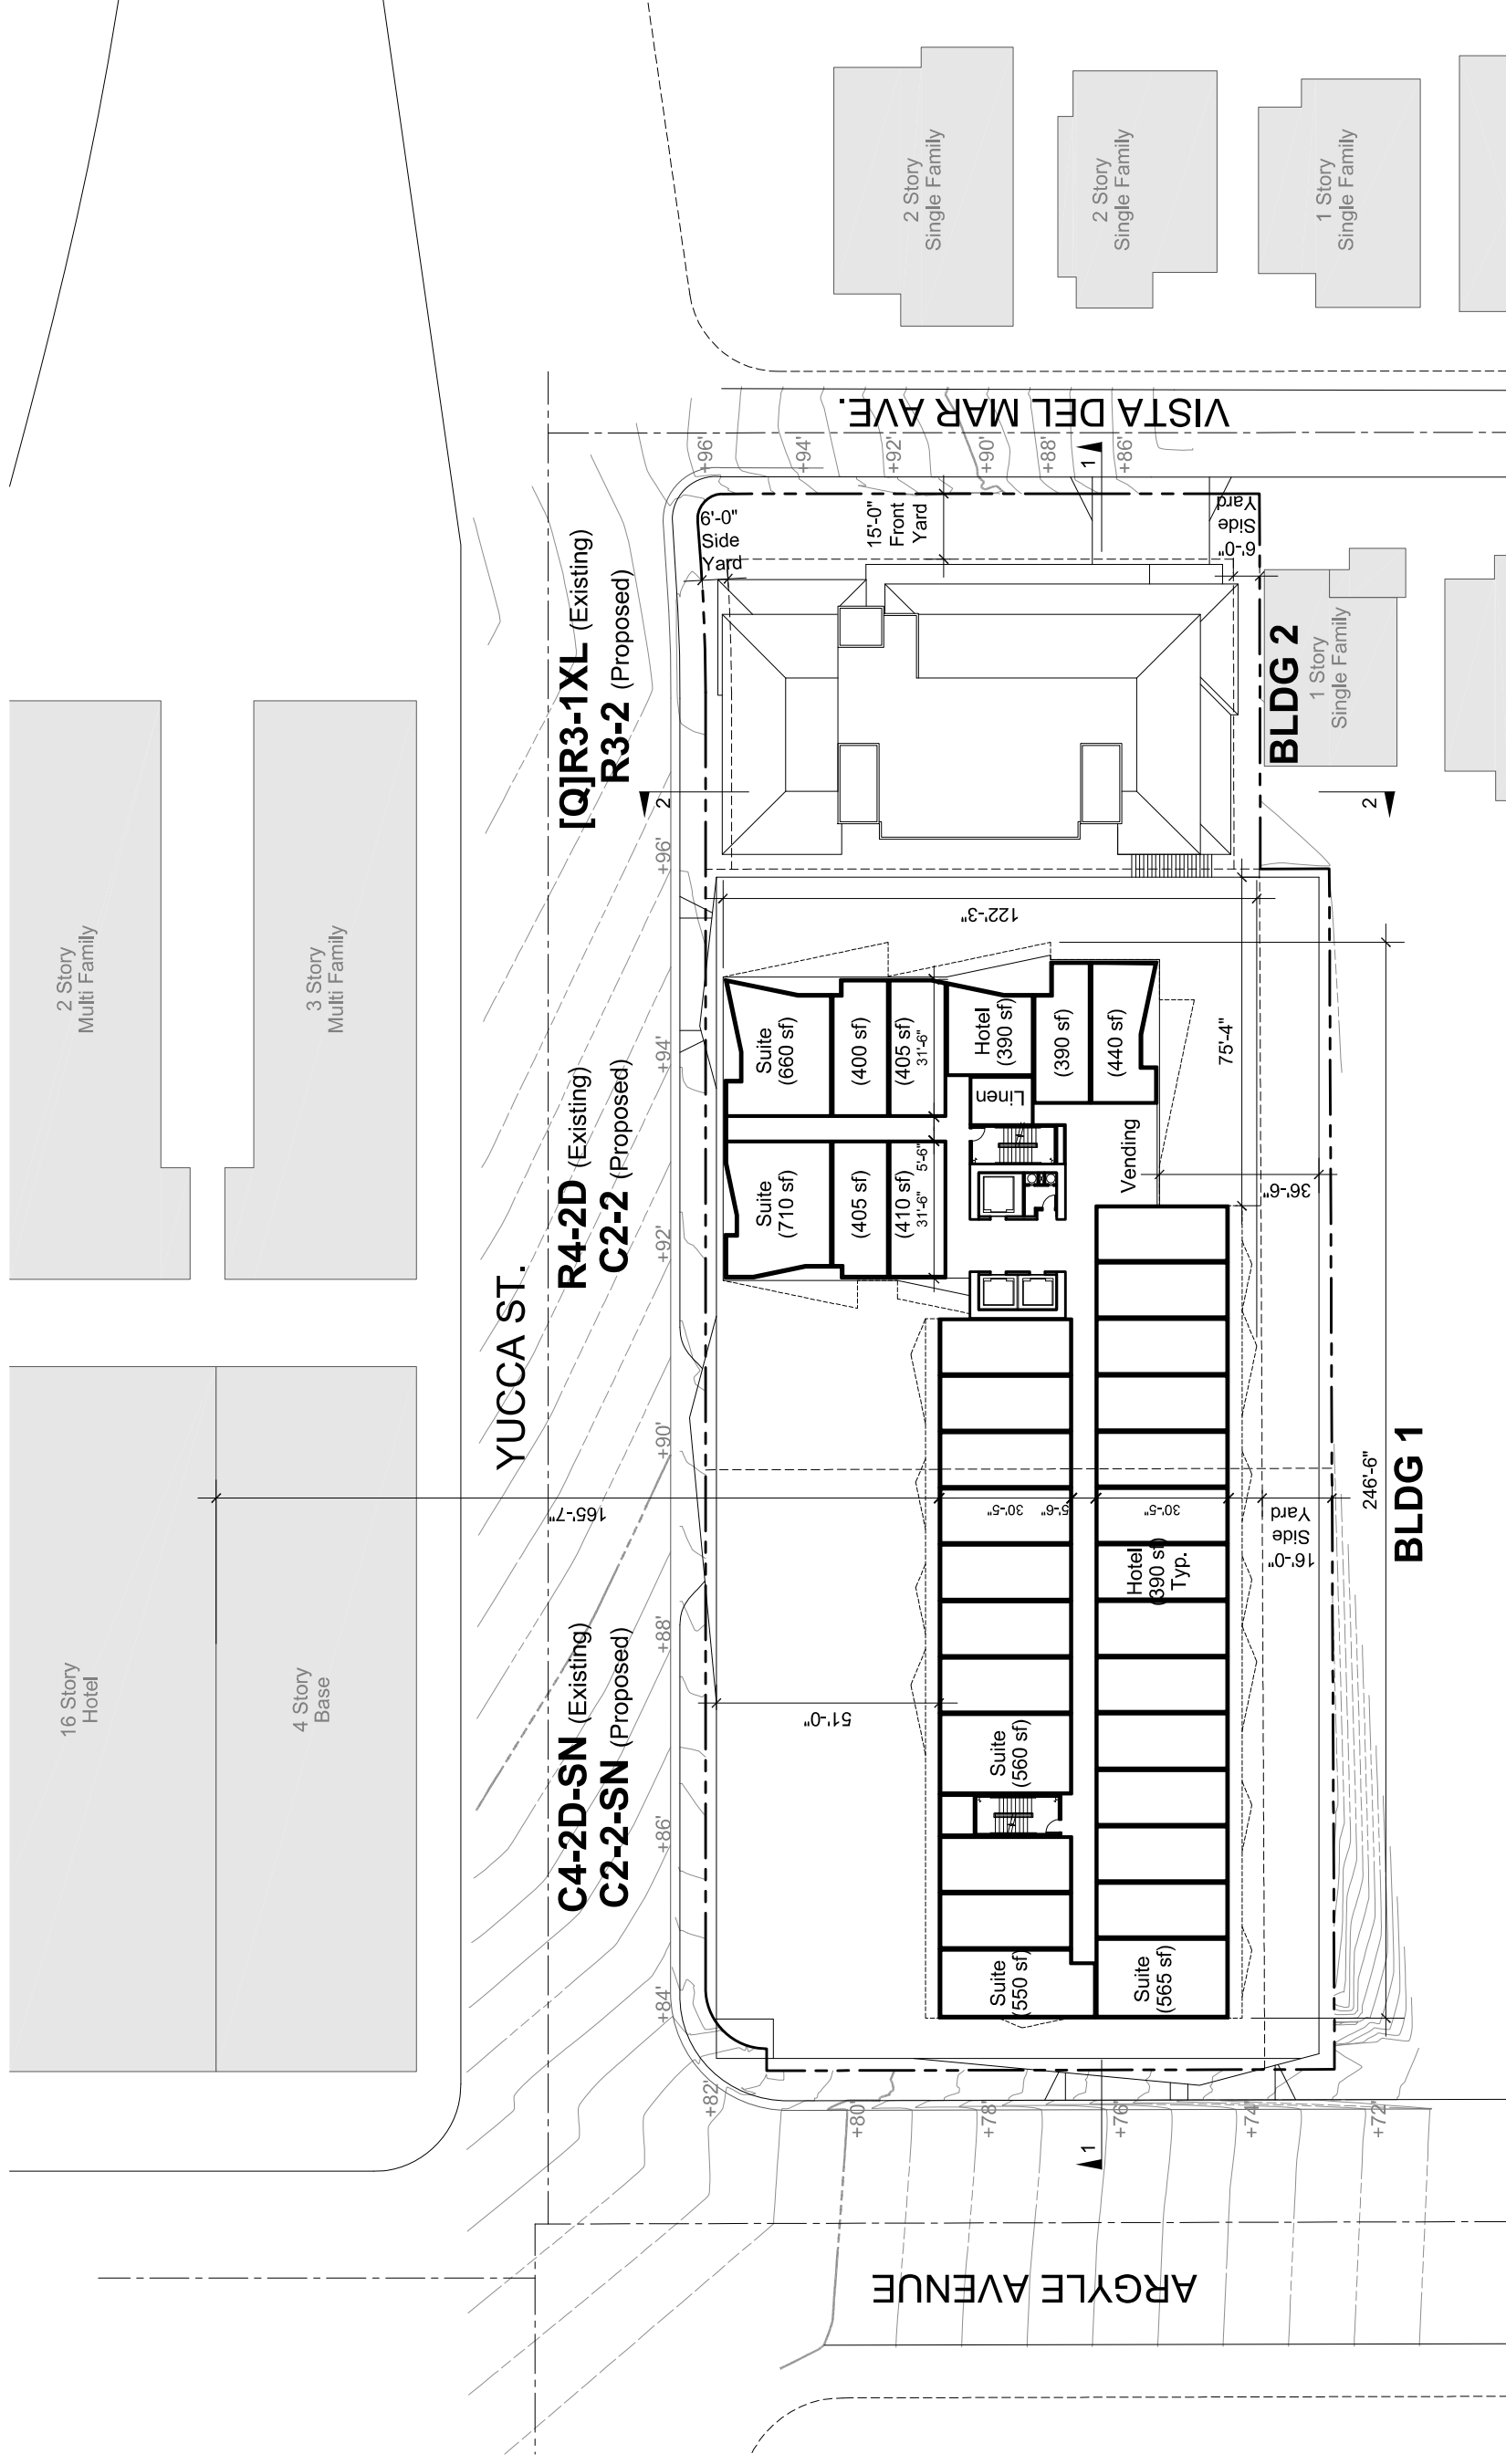 16 Story
Hotel
4 Story
Base
2 Story
Multi Family
3 Story
Multi Family
YUCCA ST.
C4-2D-SN (Existing)
C2-2-SN (Proposed)
R4-2D (Existing)
C2-2 (Proposed)
[Q]R3-1XL (Existing)
R3-2 (Proposed)
+82'
+84'
+86'
+88'
+90'
+92'
+94'
+96'
+96'
+94'
+92'
+90'
+88'
+86'
+80'
+78'
+76'
+74'
+72'
ARGYLE AVENUE
VISTA DEL MAR AVE.
2 Story
Single Family
2 Story
Single Family
1 Story
Single Family
1 Story
Single Family
6'-0"
Side
Yard
15'-0"
Front
Yard
6'-0"
Side
Yard
2
2
1
1
165'-7"
51'-0"
122'-3"
75'-4"
36'-6"
246'-6"
16'-0"
Side
Yard
30'-5"
5'-6"
30'-5"
31'-6"
5'-6"
31'-6"
Suite
(710 sf)
(405 sf)
(410 sf)
Suite
(660 sf)
(400 sf)
(405 sf)
Hotel
(390 sf)
(390 sf)
(440 sf)
Linen
Vending
Suite
(560 sf)
Suite
(550 sf)
Suite
(565 sf)
Hotel
(390 sf)
Typ.
BLDG 1
BLDG 2